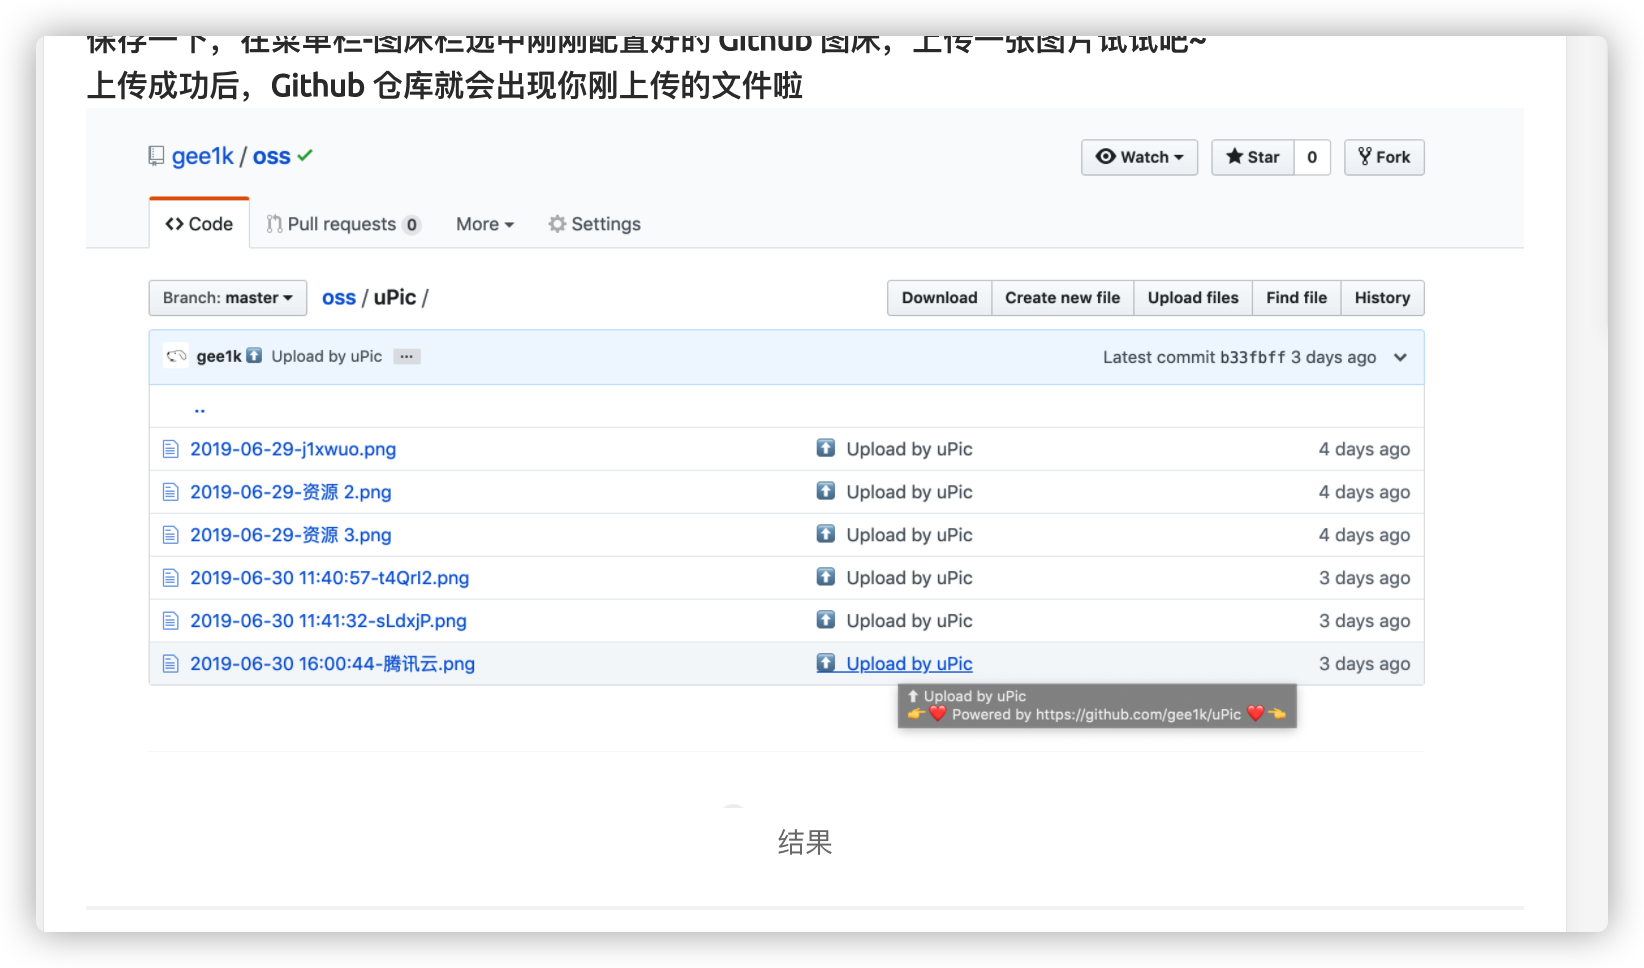 保存一下，在菜单栏-图床栏选中刚刚配置好的 Github 图床，上传一张图片试试吧~
上传成功后，Github 仓库就会出现你刚上传的文件啦
gee1k / oss
Watch
Star 0
Fork
Code
Pull requests 0
More
Settings
Branch: master
oss / uPic /
Download
Create new file
Upload files
Find file
History
gee1k Upload by uPic ...
Latest commit b33fbff 3 days ago
..
2019-06-29-j1xwuo.png Upload by uPic 4 days ago
2019-06-29-资源 2.png Upload by uPic 4 days ago
2019-06-29-资源 3.png Upload by uPic 4 days ago
2019-06-30 11:40:57-t4QrI2.png Upload by uPic 3 days ago
2019-06-30 11:41:32-sLdxjP.png Upload by uPic 3 days ago
2019-06-30 16:00:44-腾讯云.png Upload by uPic 3 days ago
Upload by uPic
Powered by https://github.com/gee1k/uPic
结果